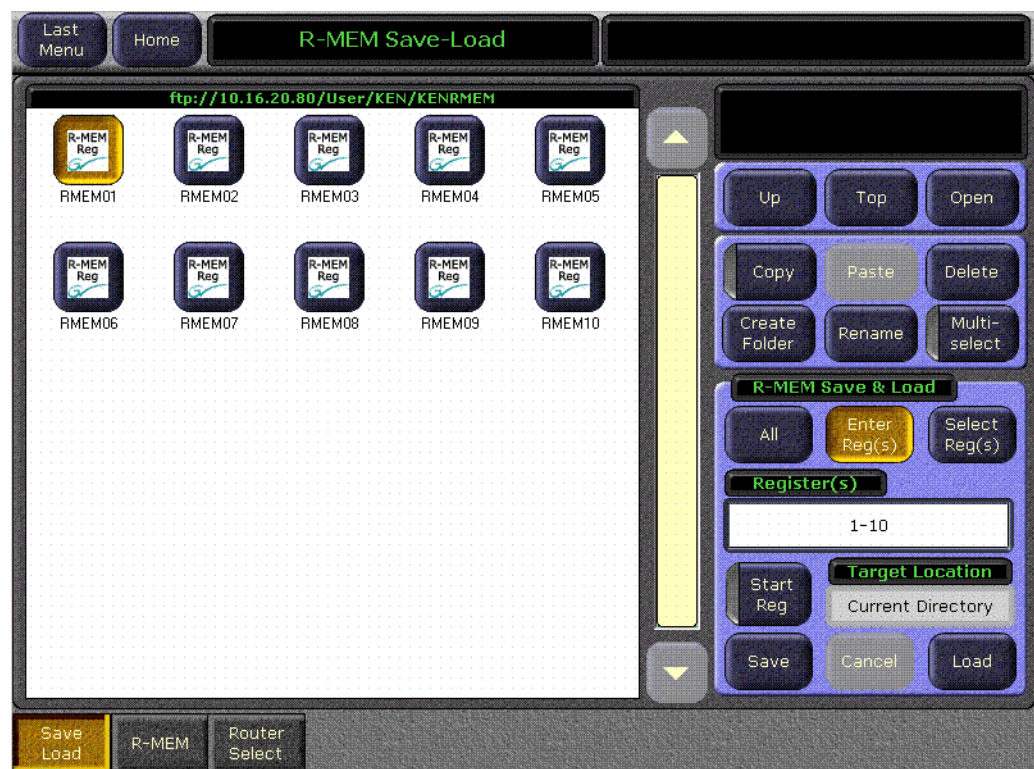 Last
Menu
Home
R-MEM Save-Load
ftp://10.16.20.80/User/KEN/KENRMEM
R-MEM
Reg
R-MEM
Reg
R-MEM
Reg
R-MEM
Reg
R-MEM
Reg
RMEM01
RMEM02
RMEM03
RMEM04
RMEM05
R-MEM
Reg
R-MEM
Reg
R-MEM
Reg
R-MEM
Reg
R-MEM
Reg
RMEM06
RMEM07
RMEM08
RMEM09
RMEM10
Up
Top
Open
Copy
Paste
Delete
Create
Folder
Rename
Multi-
select
R-MEM Save & Load
All
Enter
Reg(s)
Select
Reg(s)
Register(s)
1-10
Start
Reg
Target Location
Current Directory
Save
Cancel
Load
Save
Load
R-MEM
Router
Select